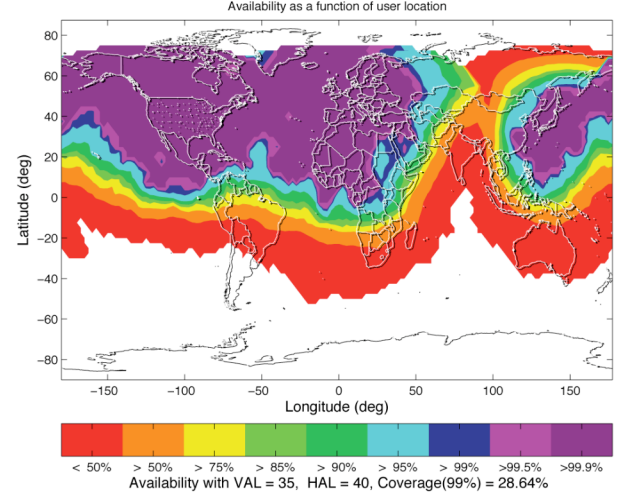 Availability as a function of user location
80
60
40
20
0
−20
−40
−60
−80
Latitude (deg)
−150 −100 −50 0 50 100 150
Longitude (deg)
< 50% > 50% > 75% > 85% > 90% > 95% > 99% >99.5% >99.9%
Availability with VAL = 35, HAL = 40, Coverage(99%) = 28.64%